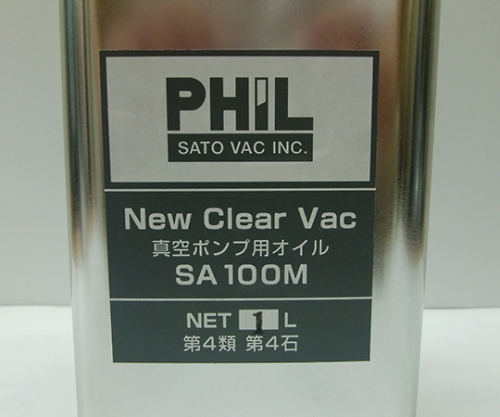 PHIL
SATO VAC INC.
New Clear Vac
真空ポンプ用オイル
SA100M
NET 1 L
第4類 第4石